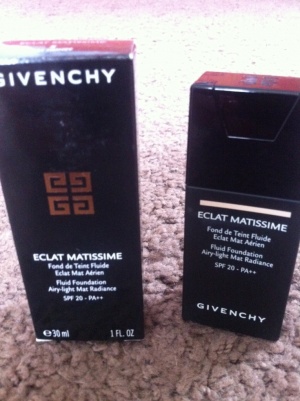 GIVENCHY
ECLAT MATISSIME
Fond de Teint Fluide
Eclat Mat Aérien
Fluid Foundation
Airy-light Mat Radiance
SPF 20 - PA++
℮30 ml
1 FL. OZ
ECLAT MATISSIME
Fond de Teint Fluide
Eclat Mat Aérien
Fluid Foundation
Airy-light Mat Radiance
SPF 20 - PA++
GIVENCHY